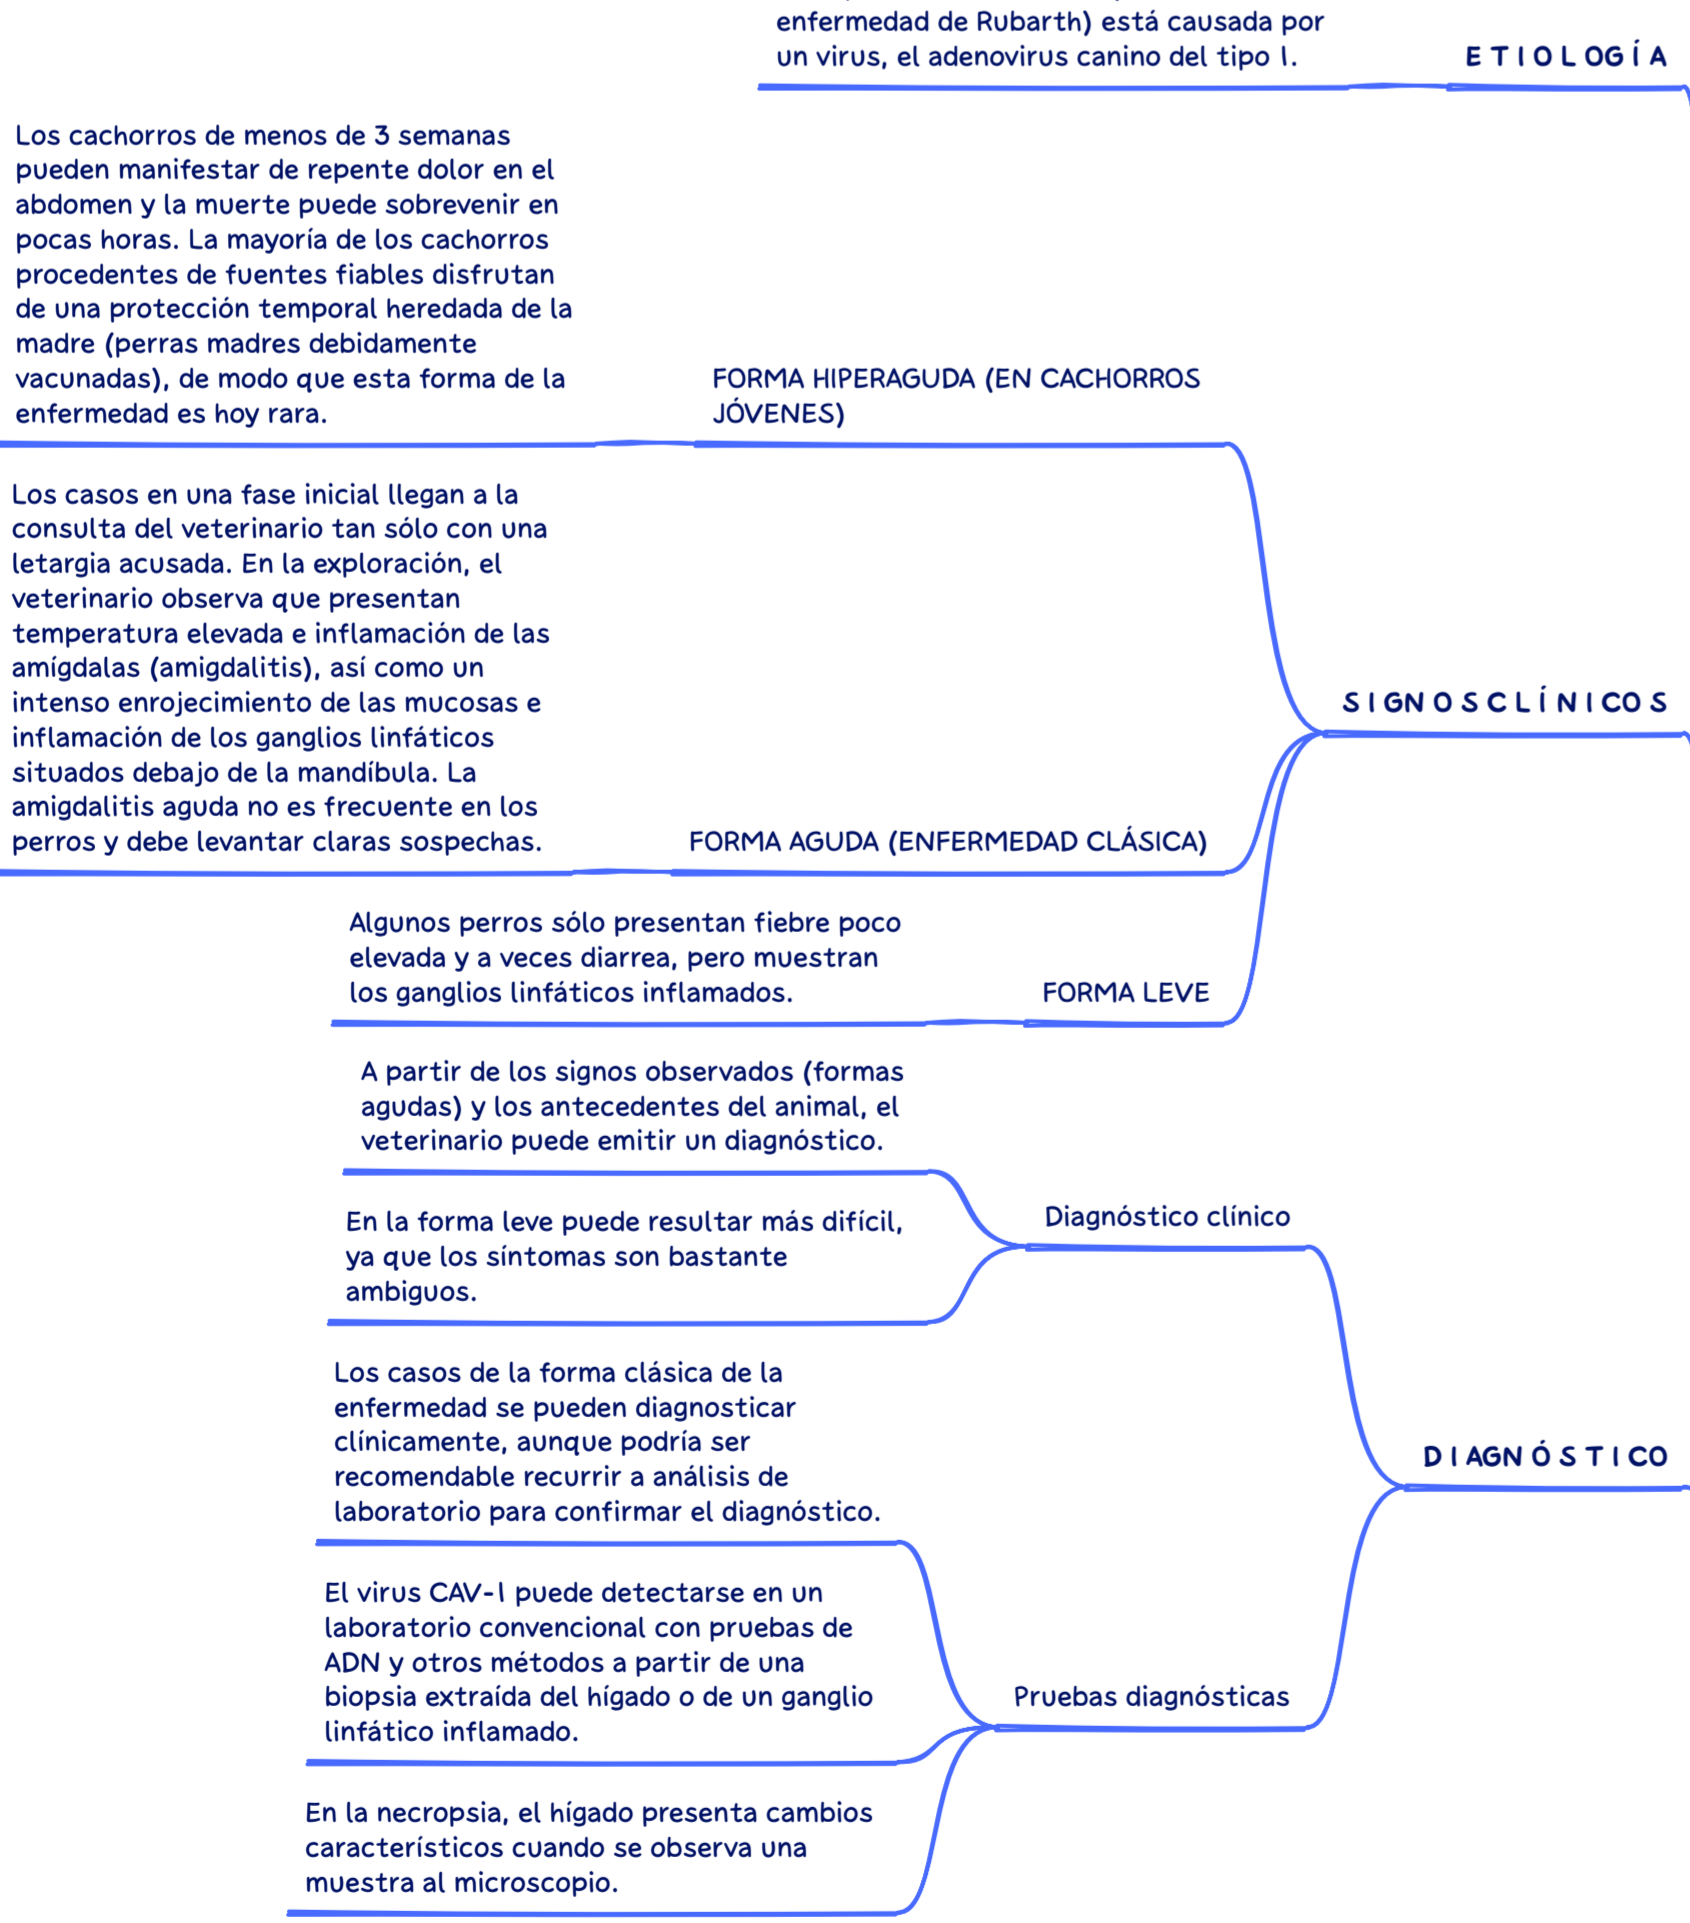 enfermedad de Rubarth) está causada por
un virus, el adenovirus canino del tipo 1.
ETIOLOGÍA
Los cachorros de menos de 3 semanas
pueden manifestar de repente dolor en el
abdomen y la muerte puede sobrevenir en
pocas horas. La mayoría de los cachorros
procedentes de fuentes fiables disfrutan
de una protección temporal heredada de la
madre (perras madres debidamente
vacunadas), de modo que esta forma de la
enfermedad es hoy rara.
FORMA HIPERAGUDA (EN CACHORROS
JÓVENES)
Los casos en una fase inicial llegan a la
consulta del veterinario tan sólo con una
letargia acusada. En la exploración, el
veterinario observa que presentan
temperatura elevada e inflamación de las
amígdalas (amigdalitis), así como un
intenso enrojecimiento de las mucosas e
inflamación de los ganglios linfáticos
situados debajo de la mandíbula. La
amigdalitis aguda no es frecuente en los
perros y debe levantar claras sospechas.
FORMA AGUDA (ENFERMEDAD CLÁSICA)
Algunos perros sólo presentan fiebre poco
elevada y a veces diarrea, pero muestran
los ganglios linfáticos inflamados.
FORMA LEVE
SIGNOSCLÍNICOS
A partir de los signos observados (formas
agudas) y los antecedentes del animal, el
veterinario puede emitir un diagnóstico.
En la forma leve puede resultar más difícil,
ya que los síntomas son bastante
ambiguos.
Diagnóstico clínico
Los casos de la forma clásica de la
enfermedad se pueden diagnosticar
clínicamente, aunque podría ser
recomendable recurrir a análisis de
laboratorio para confirmar el diagnóstico.
El virus CAV-1 puede detectarse en un
laboratorio convencional con pruebas de
ADN y otros métodos a partir de una
biopsia extraída del hígado o de un ganglio
linfático inflamado.
En la necropsia, el hígado presenta cambios
característicos cuando se observa una
muestra al microscopio.
Pruebas diagnósticas
DIAGNÓSTICO